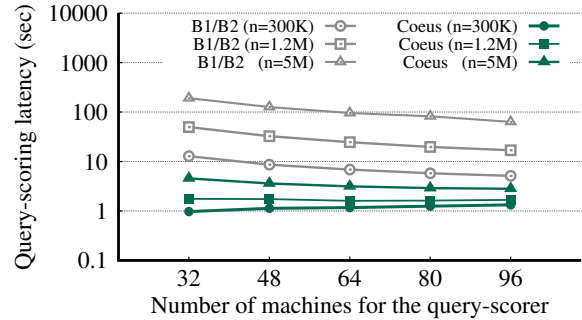 B1/B2 (n=300K) Coeus (n=300K)
B1/B2 (n=1.2M) Coeus (n=1.2M)
B1/B2 (n=5M) Coeus (n=5M)
Query-scoring latency (sec)
10000
1000
100
10
1
0.1
32 48 64 80 96
Number of machines for the query-scorer